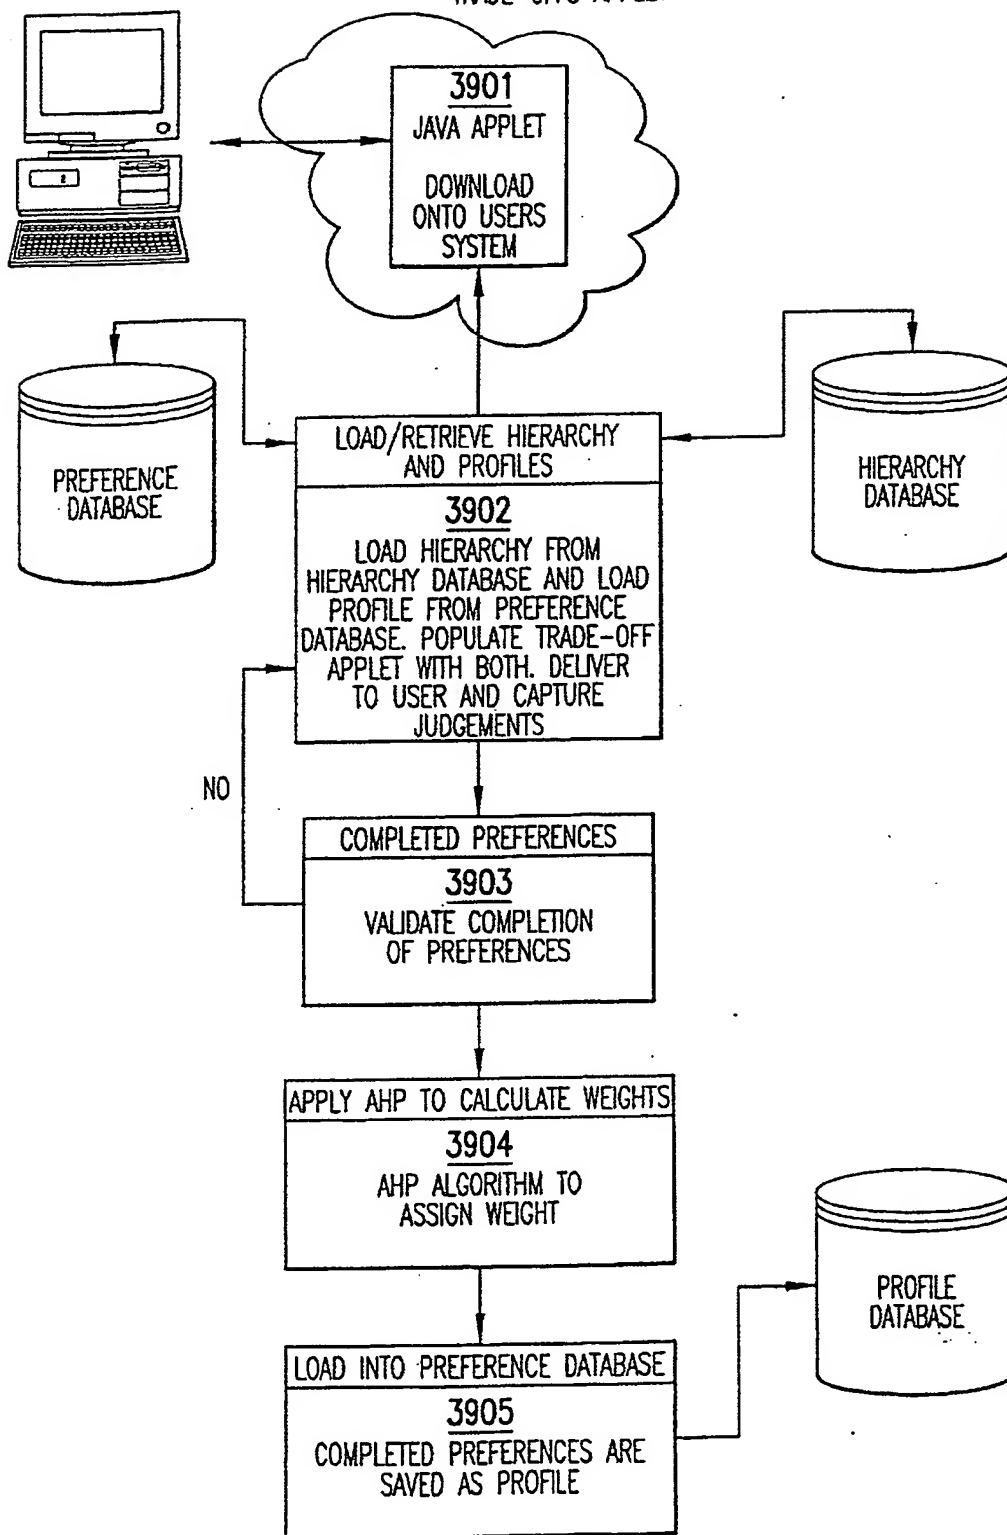 3901
JAVA APPLET
DOWNLOAD
ONTO USERS
SYSTEM
PREFERENCE
DATABASE
LOAD/RETRIEVE HIERARCHY
AND PROFILES
HIERARCHY
DATABASE
3902
LOAD HIERARCHY FROM
HIERARCHY DATABASE AND LOAD
PROFILE FROM PREFERENCE
DATABASE. POPULATE TRADE-OFF
APPLET WITH BOTH. DELIVER
TO USER AND CAPTURE
JUDGEMENTS
NO
COMPLETED PREFERENCES
3903
VALIDATE COMPLETION
OF PREFERENCES
APPLY AHP TO CALCULATE WEIGHTS
3904
AHP ALGORITHM TO
ASSIGN WEIGHT
PROFILE
DATABASE
LOAD INTO PREFERENCE DATABASE
3905
COMPLETED PREFERENCES ARE
SAVED AS PROFILE